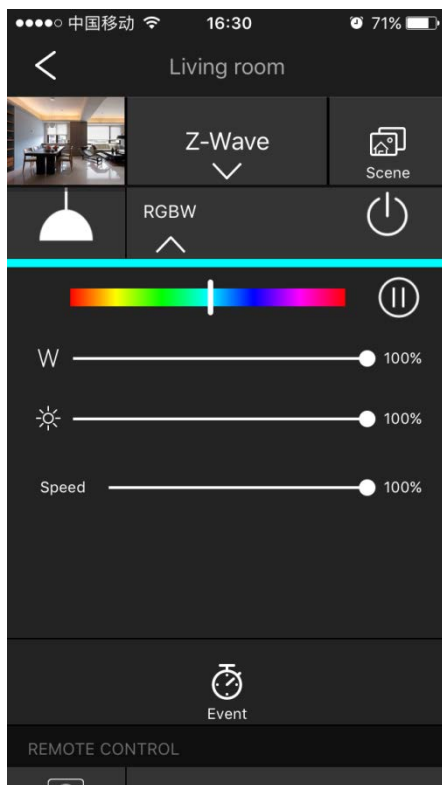 中国移动 16:30 71%
Living room
Z-Wave
Scene
RGBW
W 100%
100%
Speed 100%
Event
REMOTE CONTROL